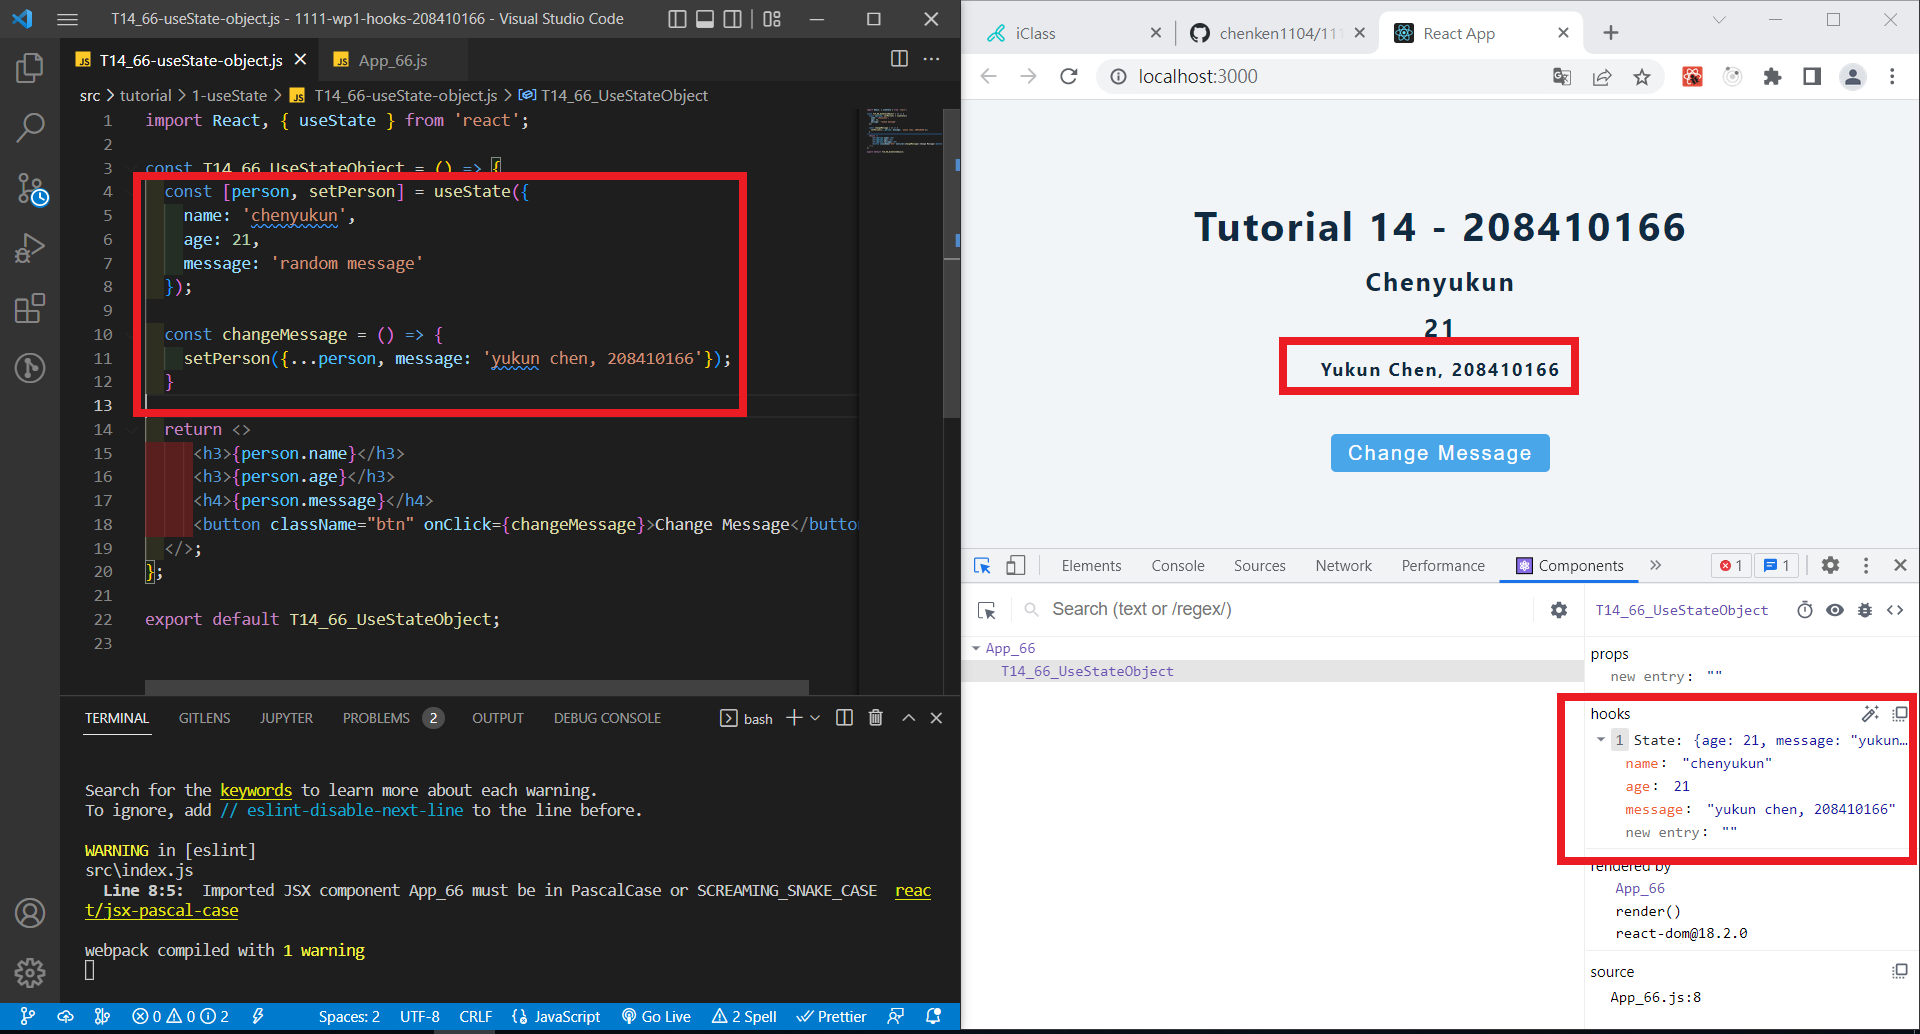 T14_66-useState-object.js - 1111-wp1-hooks-208410166 - Visual Studio Code
T14_66-useState-object.js
App_66.js
src > tutorial > 1-useState > T14_66-useState-object.js > T14_66_UseStateObject
1 import React, { useState } from 'react';
2
3 const T14_66_UseStateObject = () => {
4 const [person, setPerson] = useState({
5 name: 'chenyukun',
6 age: 21,
7 message: 'random message'
8 });
9
10 const changeMessage = () => {
11 setPerson({...person, message: 'yukun chen, 208410166'});
12 }
13
14 return <>
15 <h3>{person.name}</h3>
16 <h3>{person.age}</h3>
17 <h4>{person.message}</h4>
18 <button className="btn" onClick={changeMessage}>Change Message</butto
19 </>;
20 };
21
22 export default T14_66_UseStateObject;
23
TERMINAL GITLENS JUPYTER PROBLEMS 2 OUTPUT DEBUG CONSOLE bash
Search for the keywords to learn more about each warning.
To ignore, add // eslint-disable-next-line to the line before.
WARNING in [eslint]
src\index.js
Line 8:5: Imported JSX component App_66 must be in PascalCase or SCREAMING_SNAKE_CASE reac
t/jsx-pascal-case
webpack compiled with 1 warning
0 0 2 Spaces: 2 UTF-8 CRLF JavaScript Go Live 2 Spell Prettier
iClass
chenken1104/111
React App
localhost:3000
Tutorial 14 - 208410166
Chenyukun
21
Yukun Chen, 208410166
Change Message
Elements Console Sources Network Performance Components 1 1
Search (text or /regex/)
App_66
T14_66_UseStateObject
T14_66_UseStateObject
props
new entry: ""
hooks
1 State: {age: 21, message: "yukun…
name: "chenyukun"
age: 21
message: "yukun chen, 208410166"
new entry: ""
rendered by
App_66
render()
react-dom@18.2.0
source
App_66.js:8